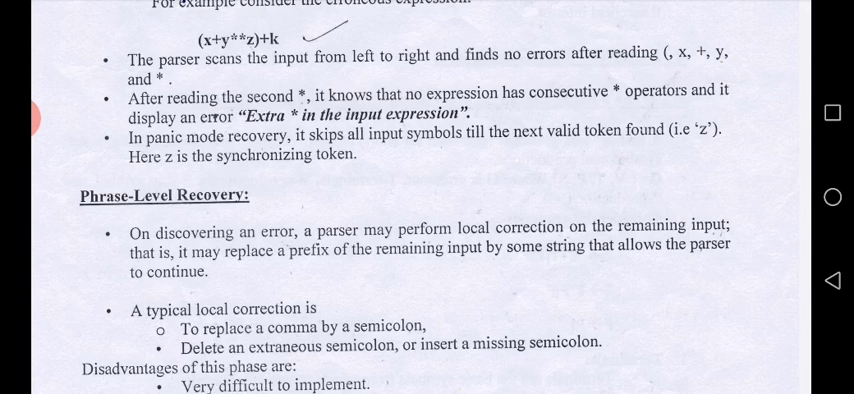 For example consider the erroneous expression:
(x+y**z)+k
• The parser scans the input from left to right and finds no errors after reading (, x, +, y,
and * .
• After reading the second *, it knows that no expression has consecutive * operators and it
display an error “Extra * in the input expression”.
• In panic mode recovery, it skips all input symbols till the next valid token found (i.e ‘z’).
Here z is the synchronizing token.
Phrase-Level Recovery:
• On discovering an error, a parser may perform local correction on the remaining input;
that is, it may replace a prefix of the remaining input by some string that allows the parser
to continue.
• A typical local correction is
o To replace a comma by a semicolon,
• Delete an extraneous semicolon, or insert a missing semicolon.
Disadvantages of this phase are:
• Very difficult to implement.